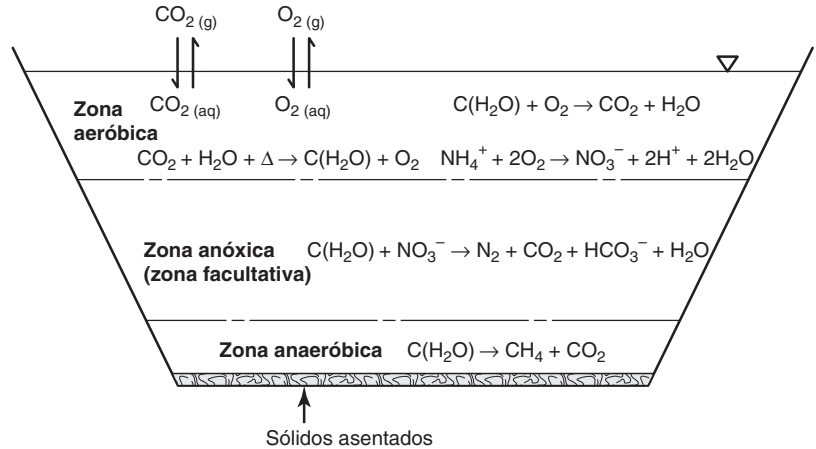 CO₂ (g) O₂ (g)
Zona aeróbica
CO₂ (aq) O₂ (aq) C(H₂O) + O₂ → CO₂ + H₂O
CO₂ + H₂O + Δ → C(H₂O) + O₂ NH₄⁺ + 2O₂ → NO₃⁻ + 2H⁺ + 2H₂O
Zona anóxica C(H₂O) + NO₃⁻ → N₂ + CO₂ + HCO₃⁻ + H₂O
(zona facultativa)
Zona anaeróbica C(H₂O) → CH₄ + CO₂
Sólidos asentados